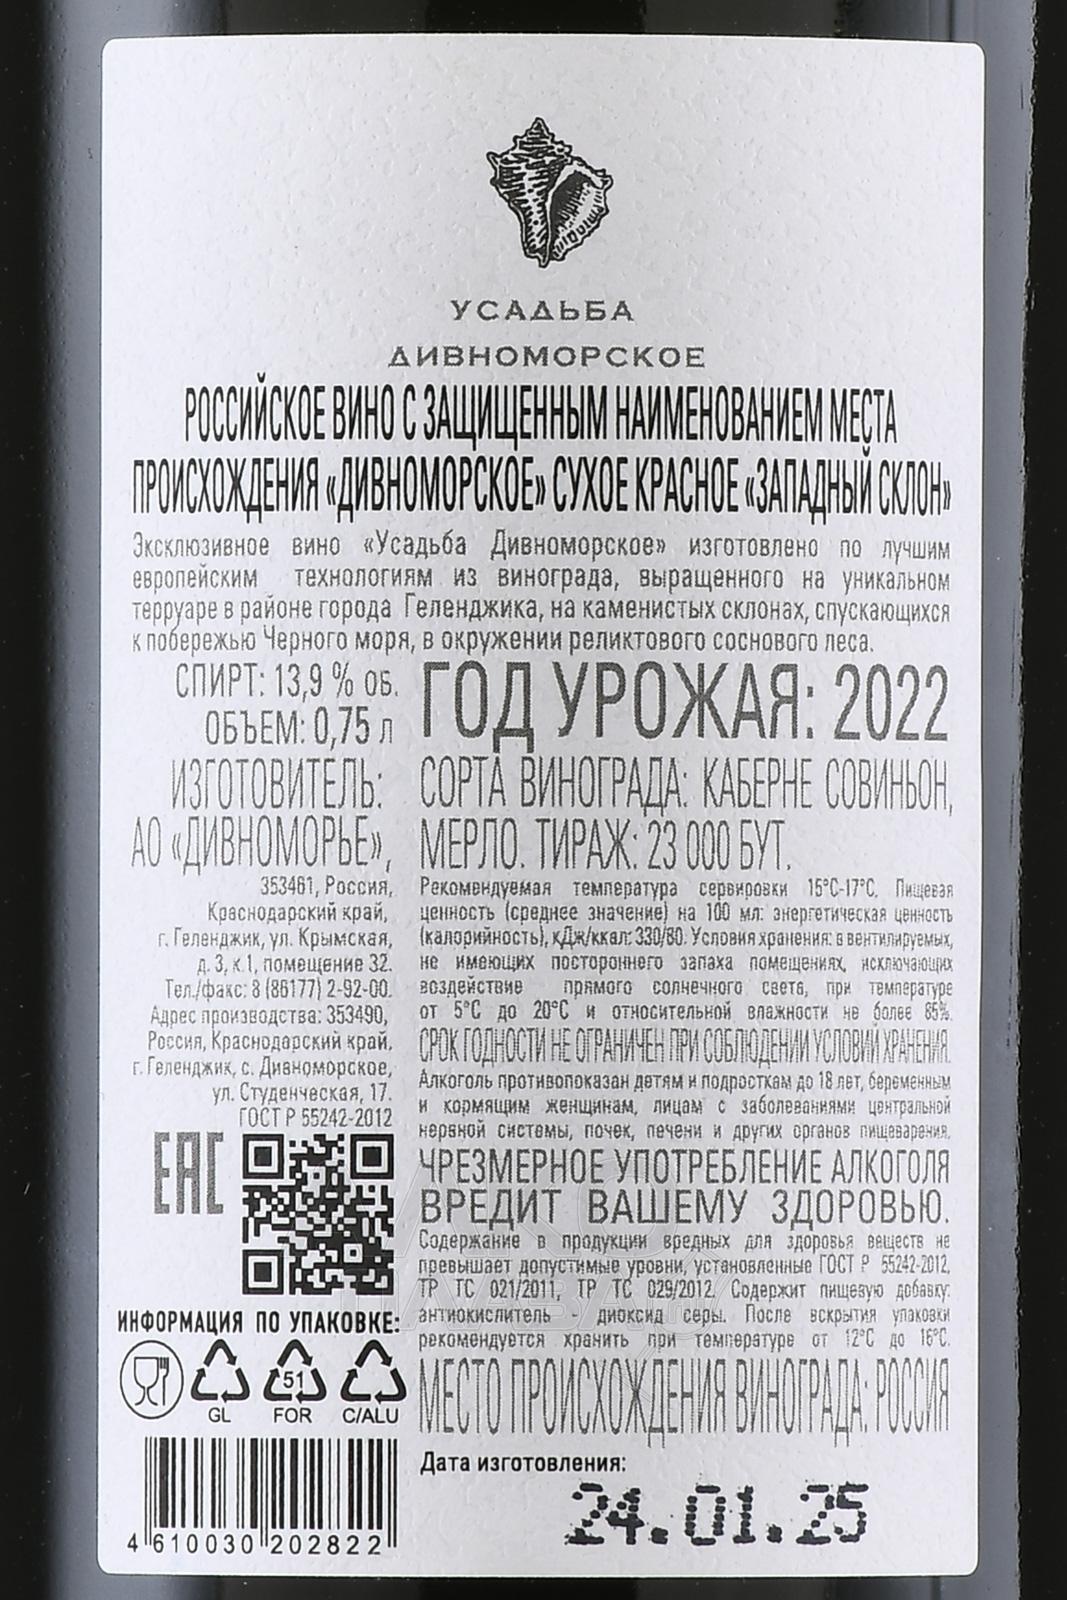 УСАДЬБА
ДИВНОМОРСКОЕ
РОССИЙСКОЕ ВИНО С ЗАЩИЩЕННЫМ НАИМЕНОВАНИЕМ МЕСТА
ПРОИСХОЖДЕНИЯ «ДИВНОМОРСКОЕ» СУХОЕ КРАСНОЕ «ЗАПАДНЫЙ СКЛОН»
Эксклюзивное вино «Усадьба Дивноморское» изготовлено по лучшим
европейским технологиям из винограда, выращенного на уникальном
терруаре в районе города Геленджика, на каменистых склонах, спускающихся
к побережью Черного моря, в окружении реликтового соснового леса.
СПИРТ: 13,9 % ОБ.
ОБЪЕМ: 0,75 Л
ИЗГОТОВИТЕЛЬ:
АО «ДИВНОМОРЬЕ»,
353461, Россия,
Краснодарский край,
г. Геленджик, ул. Крымская,
д. 3, к.1, помещение 32.
Тел./факс: 8 (86177) 2-92-00.
Адрес производства: 353490,
Россия, Краснодарский край,
г. Геленджик, с. Дивноморское,
ул. Студенческая, 17.
ГОСТ Р 55242-2012
EAC
ИНФОРМАЦИЯ ПО УПАКОВКЕ:
51
GL FOR C/ALU
4 610030 202822
ГОД УРОЖАЯ: 2022
СОРТА ВИНОГРАДА: КАБЕРНЕ СОВИНЬОН,
МЕРЛО. ТИРАЖ: 23 000 БУТ.
Рекомендуемая температура сервировки 15°С-17°С. Пищевая
ценность (среднее значение) на 100 мл: энергетическая ценность
(калорийность), кДж/ккал: 330/80. Условия хранения: в вентилируемых,
не имеющих постороннего запаха помещениях, исключающих
воздействие прямого солнечного света, при температуре
от 5°С до 20°С и относительной влажности не более 85%.
СРОК ГОДНОСТИ НЕ ОГРАНИЧЕН ПРИ СОБЛЮДЕНИИ УСЛОВИЙ ХРАНЕНИЯ.
Алкоголь противопоказан детям и подросткам до 18 лет, беременным
и кормящим женщинам, лицам с заболеваниями центральной
нервной системы, почек, печени и других органов пищеварения.
ЧРЕЗМЕРНОЕ УПОТРЕБЛЕНИЕ АЛКОГОЛЯ
ВРЕДИТ ВАШЕМУ ЗДОРОВЬЮ.
Содержание в продукции вредных для здоровья веществ не
превышает допустимые уровни, установленные ГОСТ Р 55242-2012,
ТР ТС 021/2011, ТР ТС 029/2012. Содержит пищевую добавку:
антиокислитель - диоксид серы. После вскрытия упаковки
рекомендуется хранить при температуре от 12°С до 16°С.
МЕСТО ПРОИСХОЖДЕНИЯ ВИНОГРАДА: РОССИЯ
Дата изготовления:
24.01.25